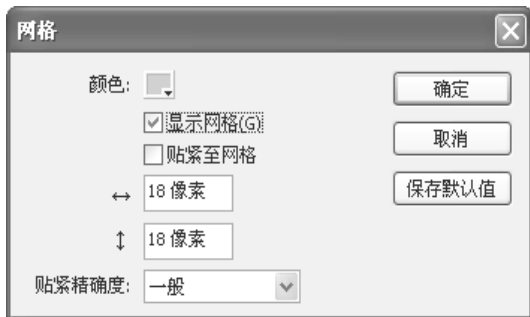 网格
颜色:
确定
显示网格(G)
取消
贴紧至网格
18 像素
保存默认值
18 像素
贴紧精确度: 一般